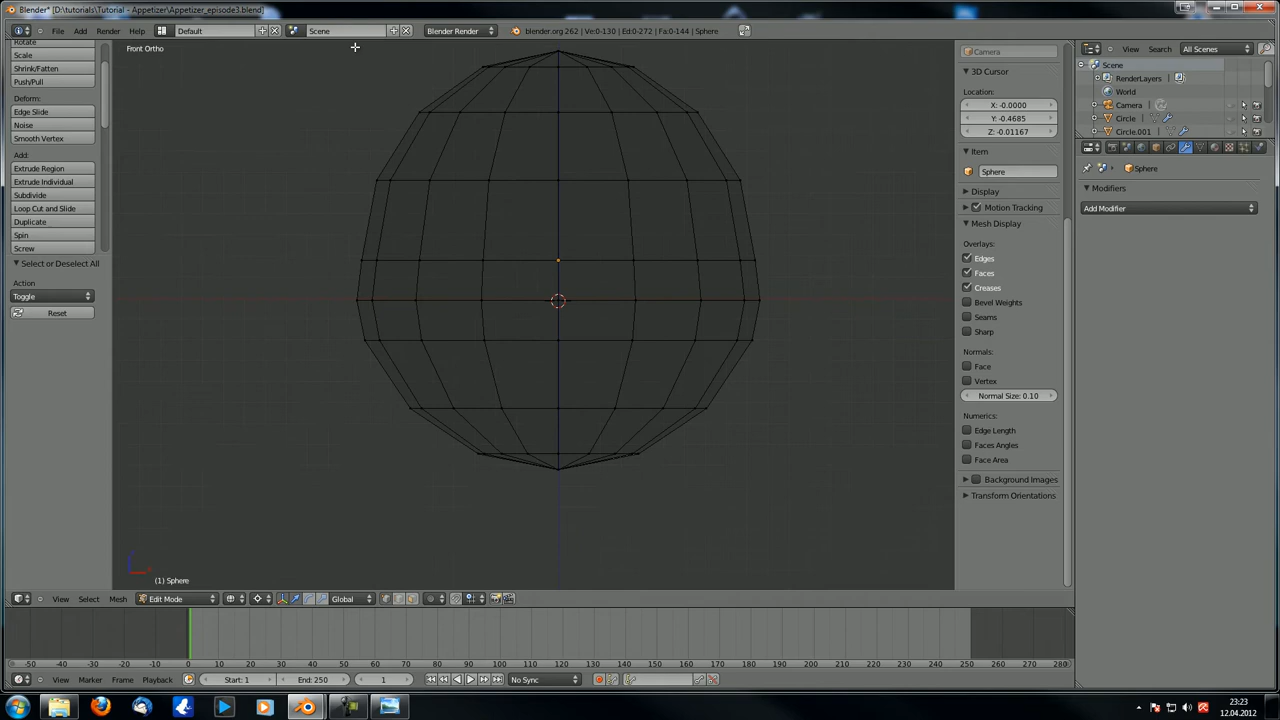 Blender* [D:\tutorials\Tutorial - Appetizer\Appetizer_episode3.blend]
File Add Render Help
Default
Scene
Blender Render
blender.org 262 | Ve:0-130 | Ed:0-272 | Fa:0-144 | Sphere
View Search All Scenes
Rotate
Scale
Shrink/Fatten
Push/Pull
Deform:
Edge Slide
Noise
Smooth Vertex
Add:
Extrude Region
Extrude Individual
Subdivide
Loop Cut and Slide
Duplicate
Spin
Screw
Select or Deselect All
Action
Toggle
Reset
Front Ortho
(1) Sphere
Camera
3D Cursor
Location:
X: -0.0000
Y: -0.4685
Z: -0.01167
Item
Sphere
Display
Motion Tracking
Mesh Display
Overlays:
Edges
Faces
Creases
Bevel Weights
Seams
Sharp
Normals:
Face
Vertex
Normal Size: 0.10
Numerics:
Edge Length
Faces Angles
Face Area
Background Images
Transform Orientations
Scene
RenderLayers
World
Camera
Circle
Circle.001
Sphere
Modifiers
Add Modifier
View Select Mesh Edit Mode Global
-50 -40 -30 -20 -10 0 10 20 30 40 50 60 70 80 90 100 110 120 130 140 150 160 170 180 190 200 210 220 230 240 250 260 270 280
View Marker Frame Playback Start: 1 End: 250 1 No Sync
23:23
12.04.2012